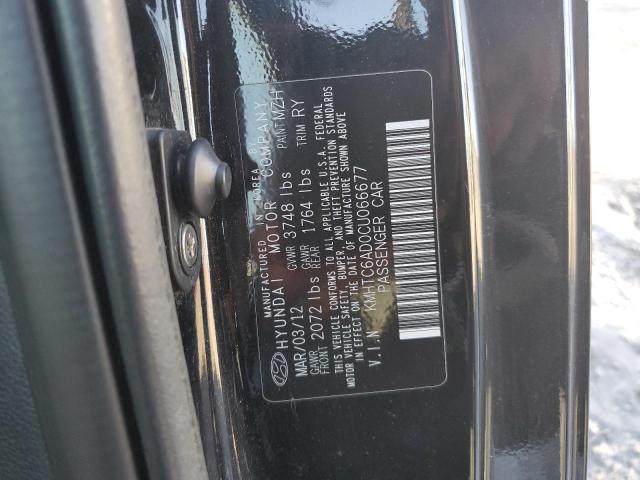 MANUFACTURED IN KOREA BY
HYUNDAI MOTOR COMPANY
MAR/03/12 GVWR 3748 lbs PAINT MZH
GAWR FRONT 2072 lbs GAWR REAR 1764 lbs TRIM RY
THIS VEHICLE CONFORMS TO ALL APPLICABLE U.S.A. FEDERAL
MOTOR VEHICLE SAFETY, BUMPER, AND THEFT PREVENTION STANDARDS
IN EFFECT ON THE DATE OF MANUFACTURE SHOWN ABOVE
V.I.N KMHTC6AD0CU066677
PASSENGER CAR